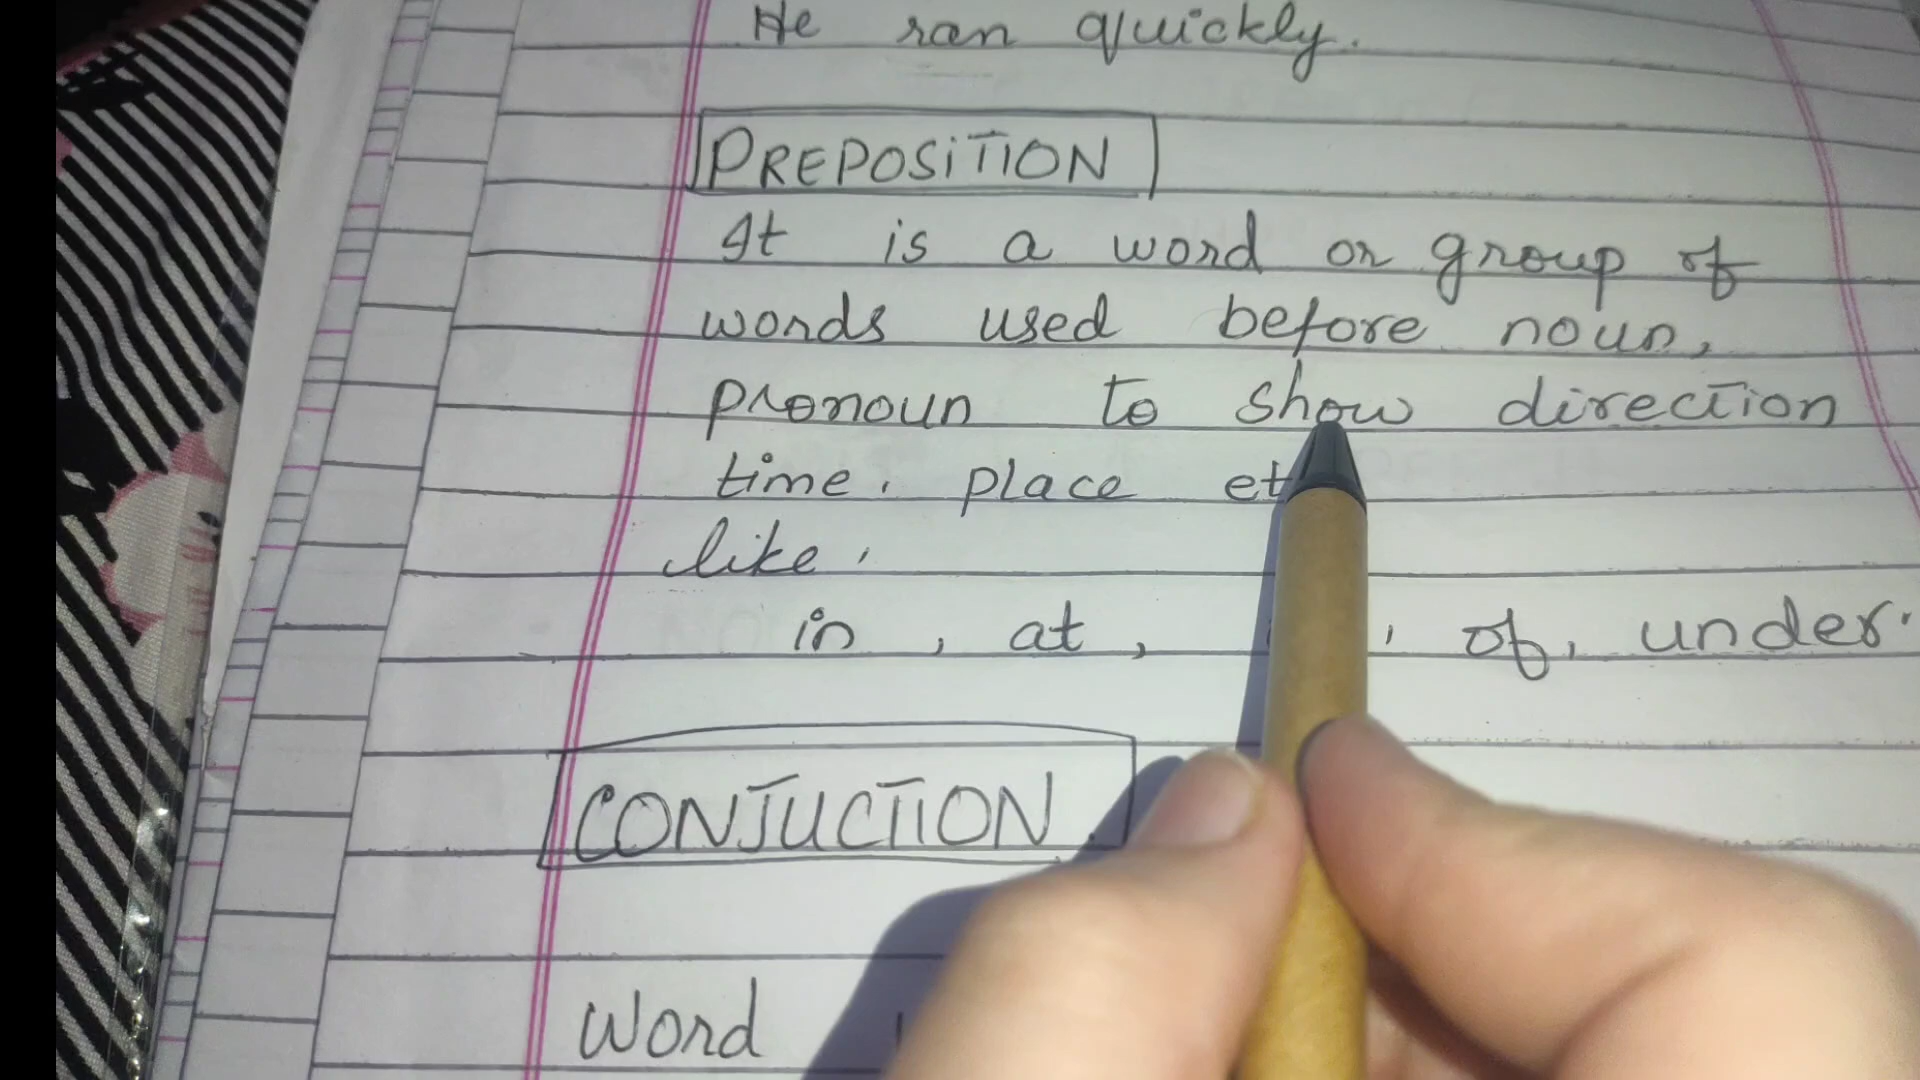 He ran quickly.
PREPOSITION
It is a word or group of
words used before noun,
pronoun to show direction
time, place et
like,
in, at, , of, under.
CONJUCTION
Word